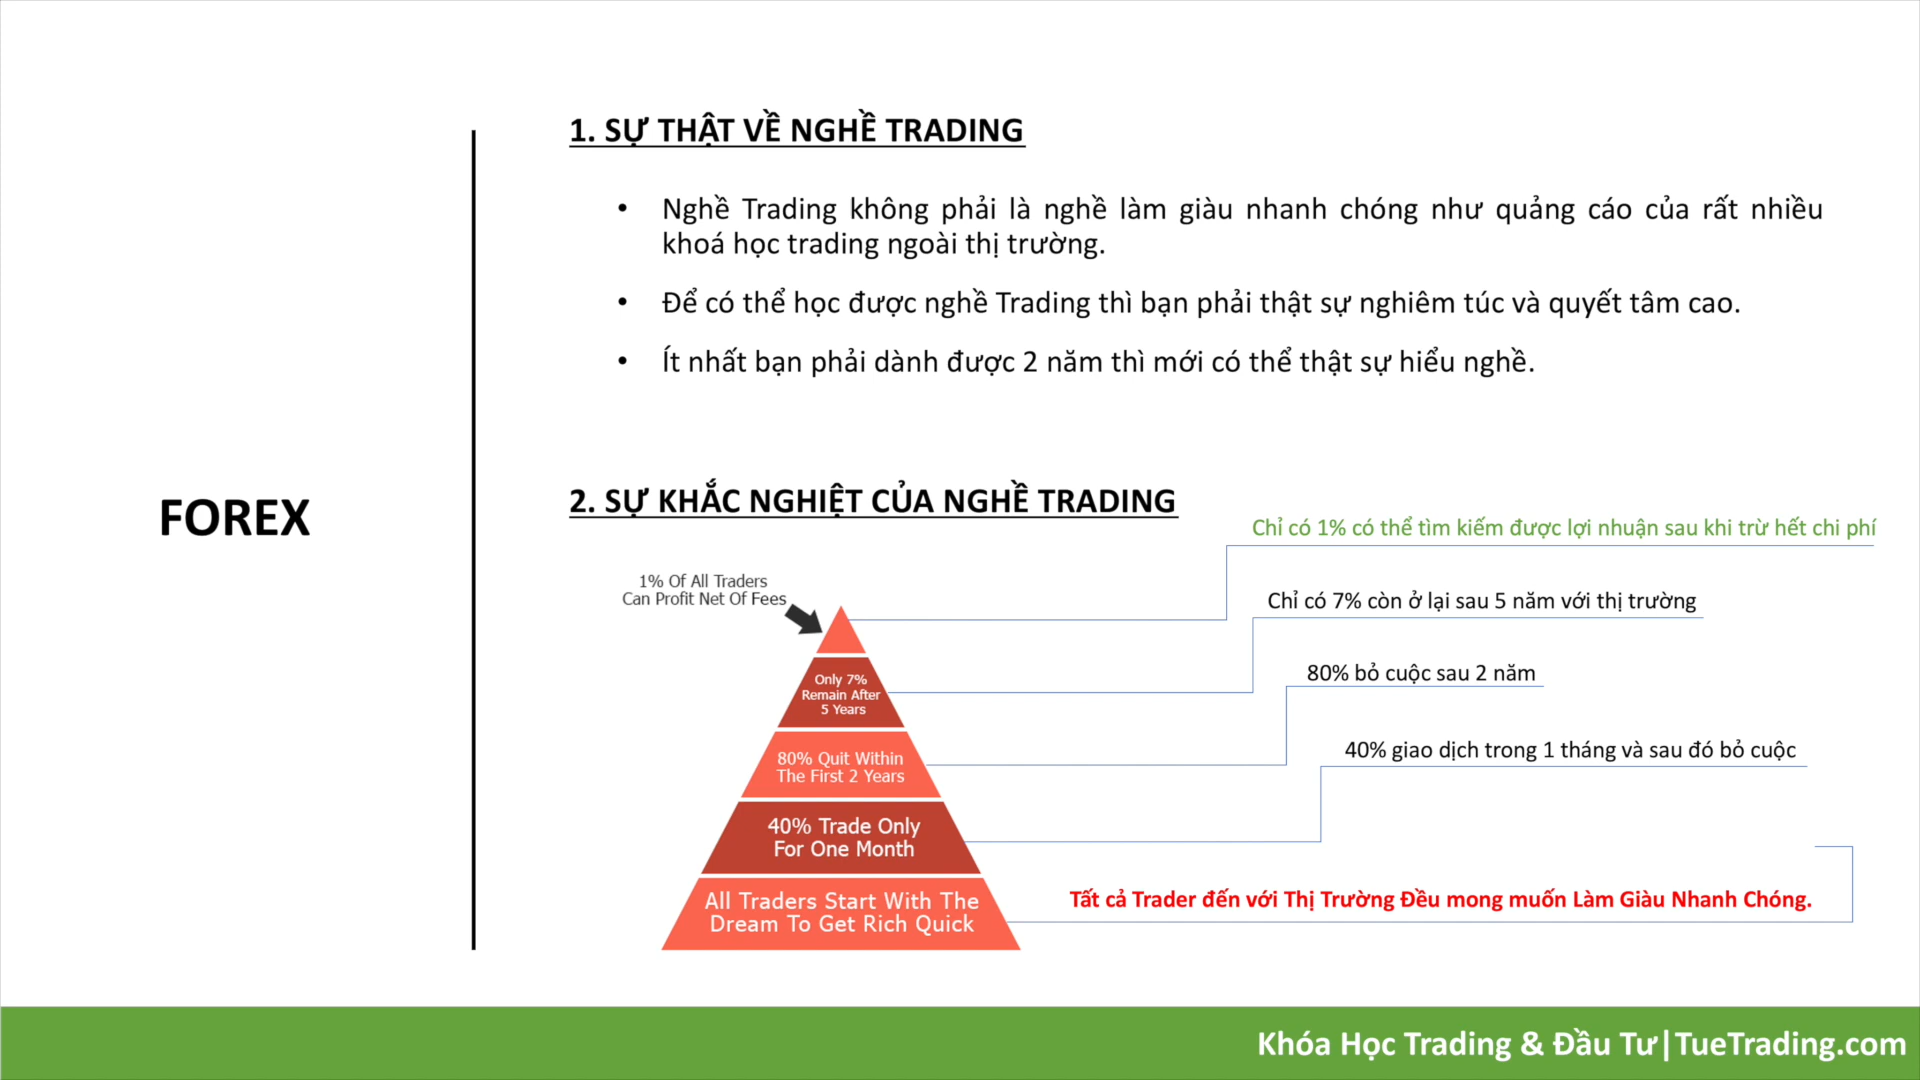 FOREX
1. SỰ THẬT VỀ NGHỀ TRADING
• Nghề Trading không phải là nghề làm giàu nhanh chóng như quảng cáo của rất nhiều
khoá học trading ngoài thị trường.
• Để có thể học được nghề Trading thì bạn phải thật sự nghiêm túc và quyết tâm cao.
• Ít nhất bạn phải dành được 2 năm thì mới có thể thật sự hiểu nghề.
2. SỰ KHẮC NGHIỆT CỦA NGHỀ TRADING
Chỉ có 1% có thể tìm kiếm được lợi nhuận sau khi trừ hết chi phí
1% Of All Traders
Can Profit Net Of Fees
Chỉ có 7% còn ở lại sau 5 năm với thị trường
Only 7%
Remain After
5 Years
80% bỏ cuộc sau 2 năm
80% Quit Within
The First 2 Years
40% giao dịch trong 1 tháng và sau đó bỏ cuộc
40% Trade Only
For One Month
All Traders Start With The
Dream To Get Rich Quick
Tất cả Trader đến với Thị Trường Đều mong muốn Làm Giàu Nhanh Chóng.
Khóa Học Trading & Đầu Tư|TueTrading.com